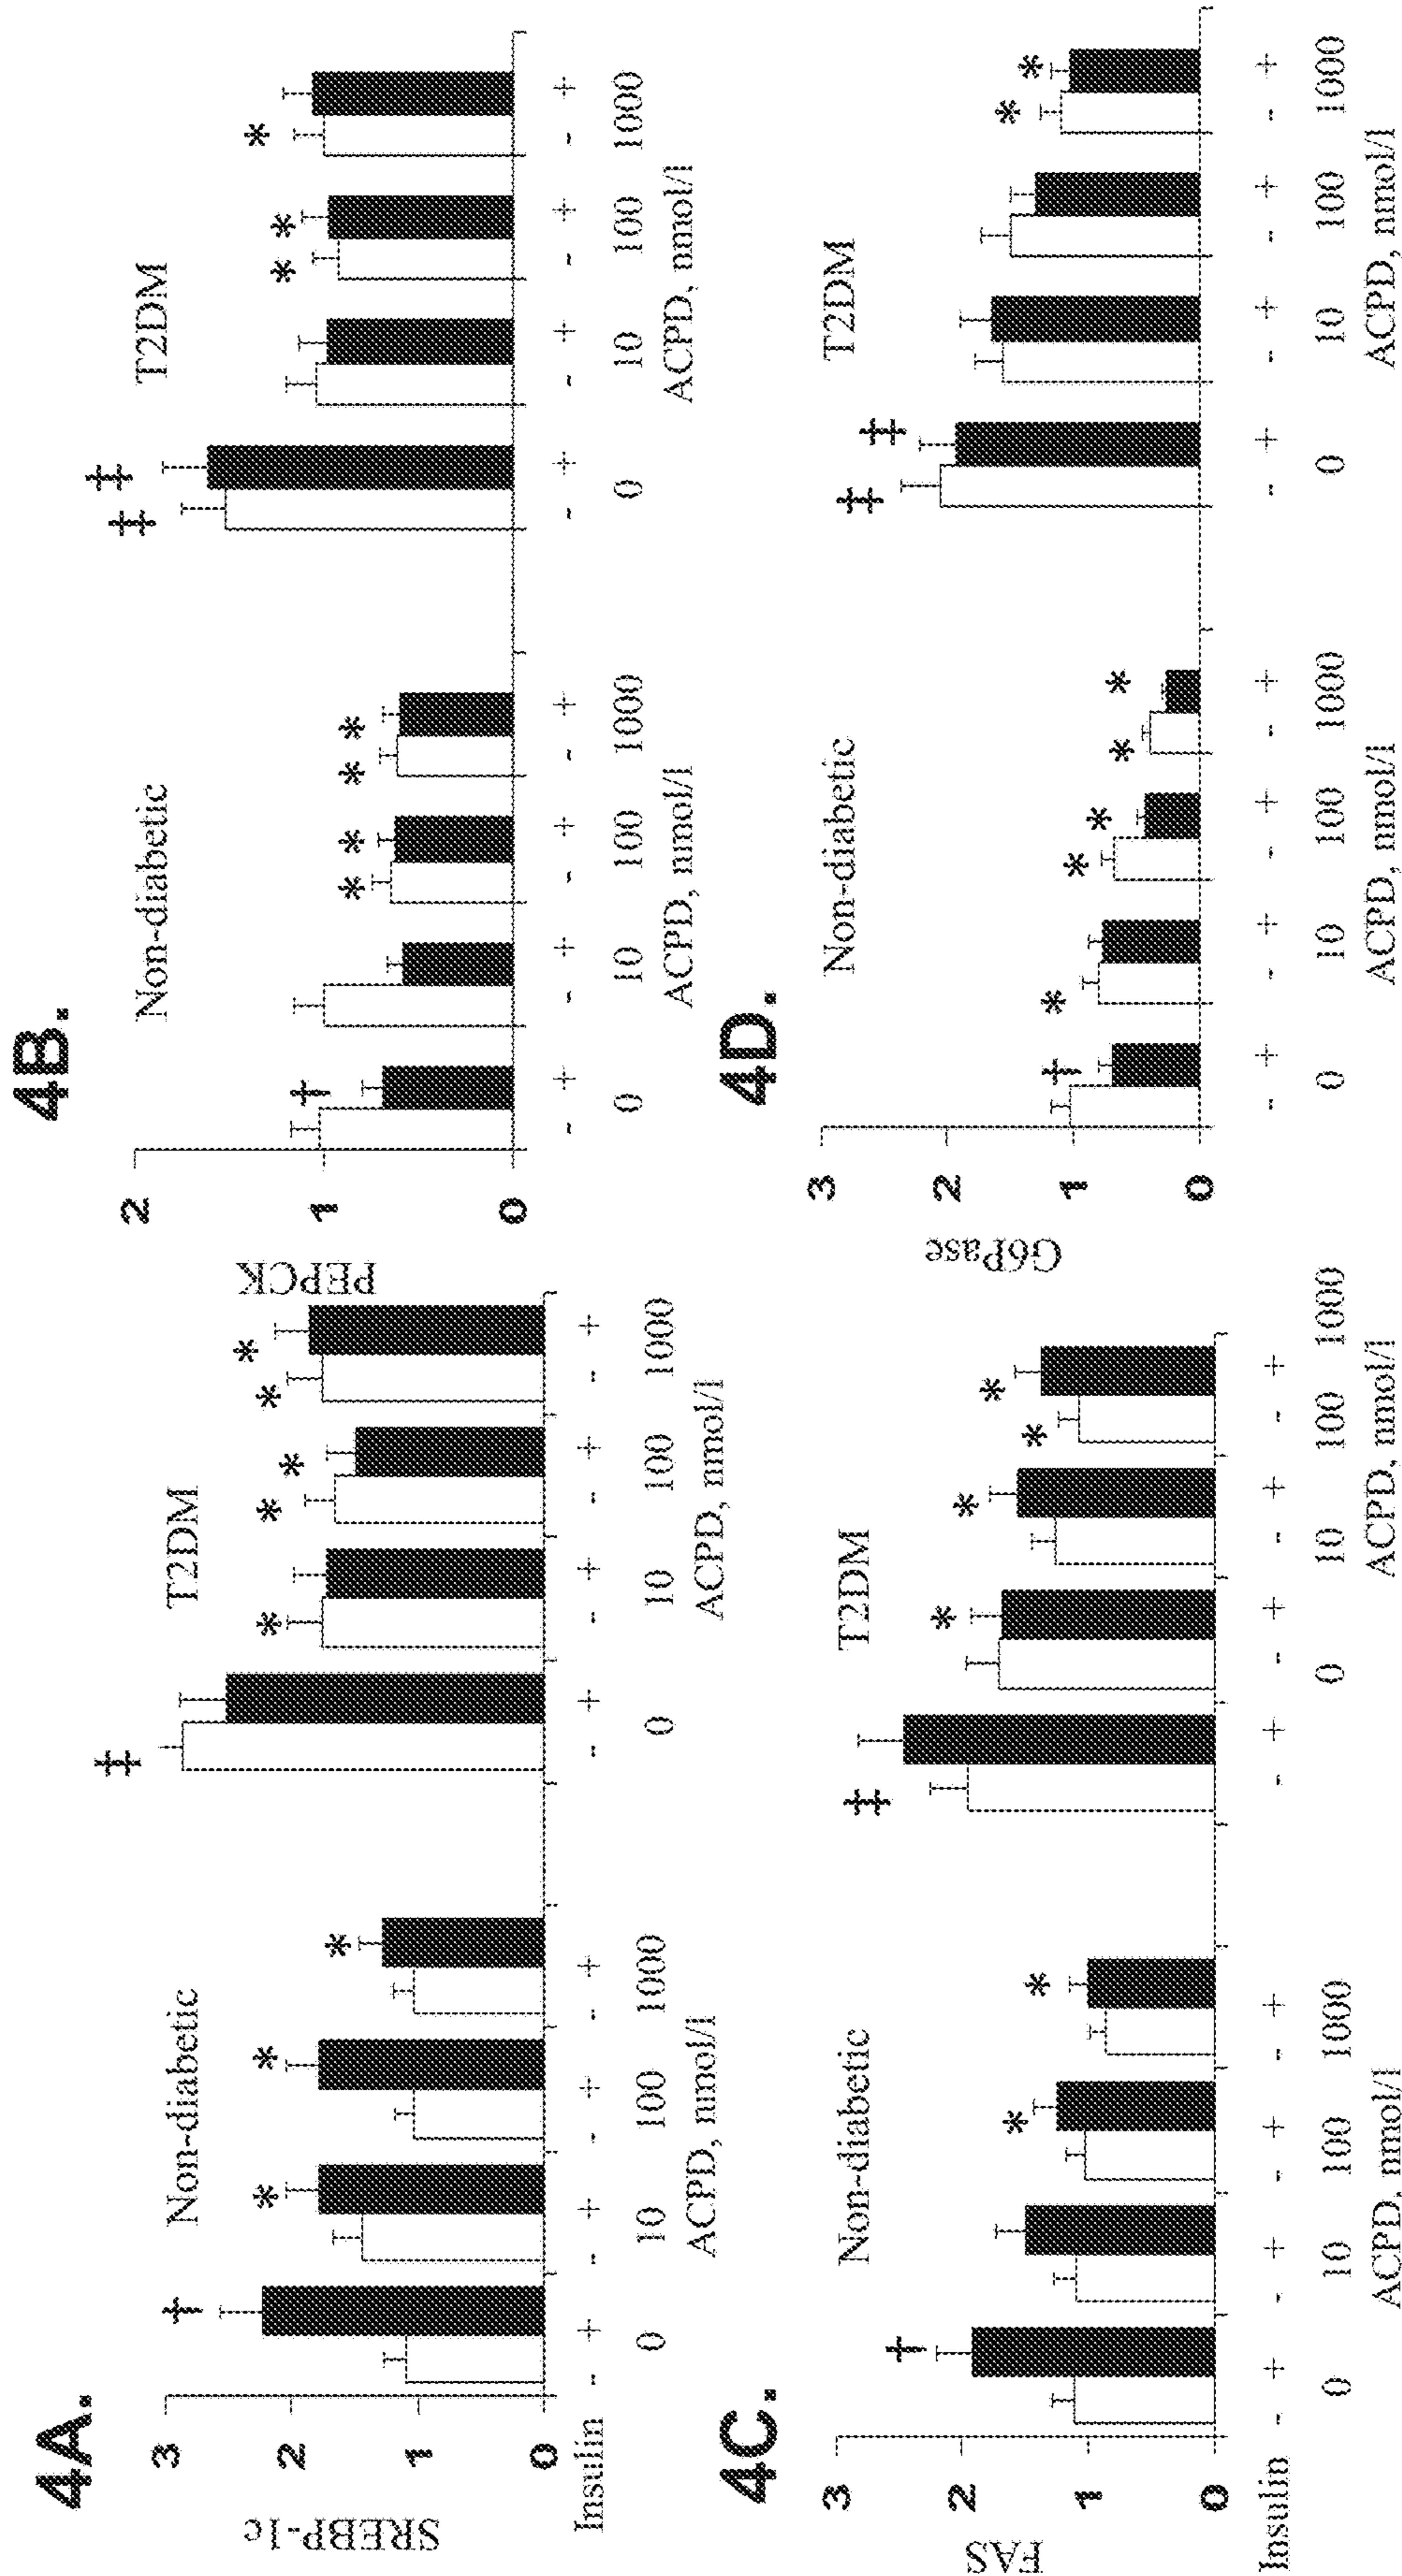 4A.
Non-diabetic
T2DM
SREBP-1c
3
2
1
0
Insulin
- + - + - + - + - + - + - + - +
0 10 100 1000 0 10 100 1000
ACPD, nmol/l ACPD, nmol/l
† * * * ‡ * * * * *
4B.
Non-diabetic
T2DM
PEPCK
2
1
0
- + - + - + - + - + - + - + - +
0 10 100 1000 0 10 100 1000
ACPD, nmol/l ACPD, nmol/l
† * * * * ‡ ‡ * * *
4C.
Non-diabetic
T2DM
FAS
3
2
1
0
Insulin
- + - + - + - + - + - + - + - +
0 10 100 1000 0 10 100 1000
ACPD, nmol/l ACPD, nmol/l
† * * ‡ * * * *
4D.
Non-diabetic
T2DM
G6Pase
3
2
1
0
- + - + - + - + - + - + - + - +
0 10 100 1000 0 10 100 1000
ACPD, nmol/l ACPD, nmol/l
† * * * * * ‡ ‡ * *